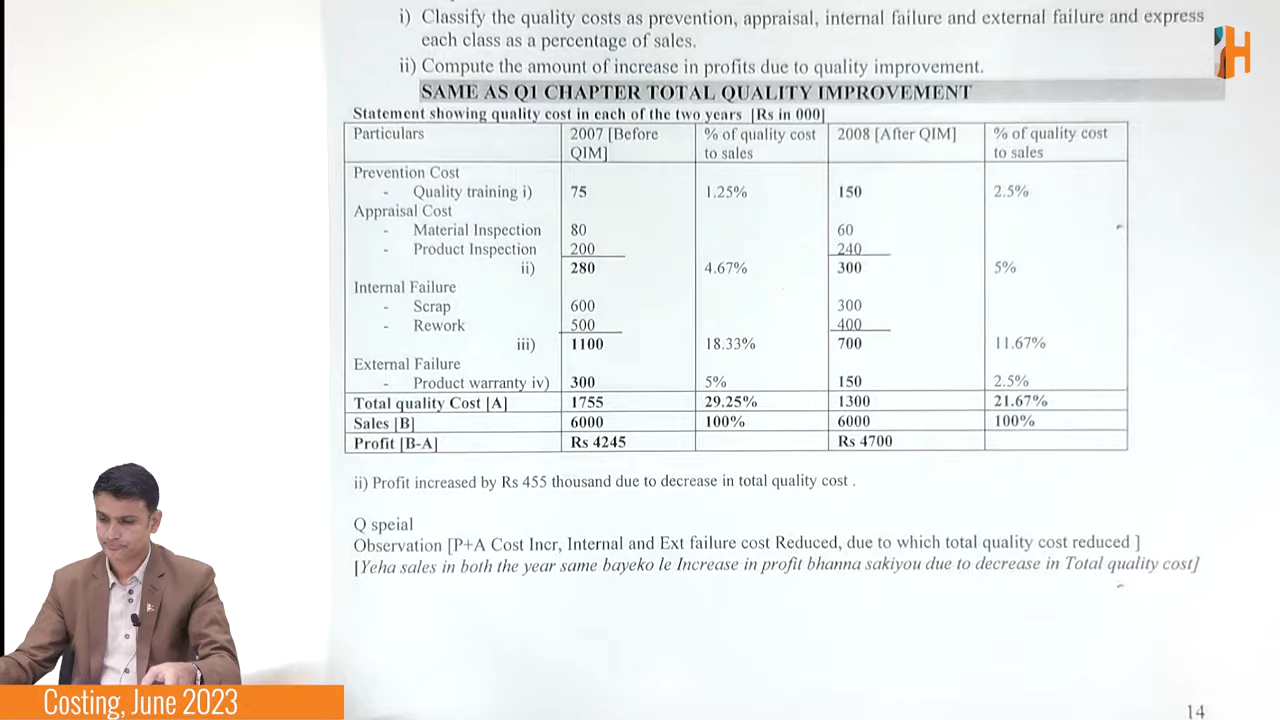 i) Classify the quality costs as prevention, appraisal, internal failure and external failure and express
each class as a percentage of sales.
ii) Compute the amount of increase in profits due to quality improvement.
SAME AS Q1 CHAPTER TOTAL QUALITY IMPROVEMENT
Statement showing quality cost in each of the two years [Rs in 000]
Particulars 2007 [Before QIM] % of quality cost to sales 2008 [After QIM] % of quality cost to sales
Prevention Cost
- Quality training i) 75 1.25% 150 2.5%
Appraisal Cost
- Material Inspection 80 60
- Product Inspection 200 240
ii) 280 4.67% 300 5%
Internal Failure
- Scrap 600 300
- Rework 500 400
iii) 1100 18.33% 700 11.67%
External Failure
- Product warranty iv) 300 5% 150 2.5%
Total quality Cost [A] 1755 29.25% 1300 21.67%
Sales [B] 6000 100% 6000 100%
Profit [B-A] Rs 4245 Rs 4700
ii) Profit increased by Rs 455 thousand due to decrease in total quality cost .
Q speial
Observation [P+A Cost Incr, Internal and Ext failure cost Reduced, due to which total quality cost reduced ]
[Yeha sales in both the year same bayeko le Increase in profit bhanna sakiyou due to decrease in Total quality cost]
14
H
Costing, June 2023